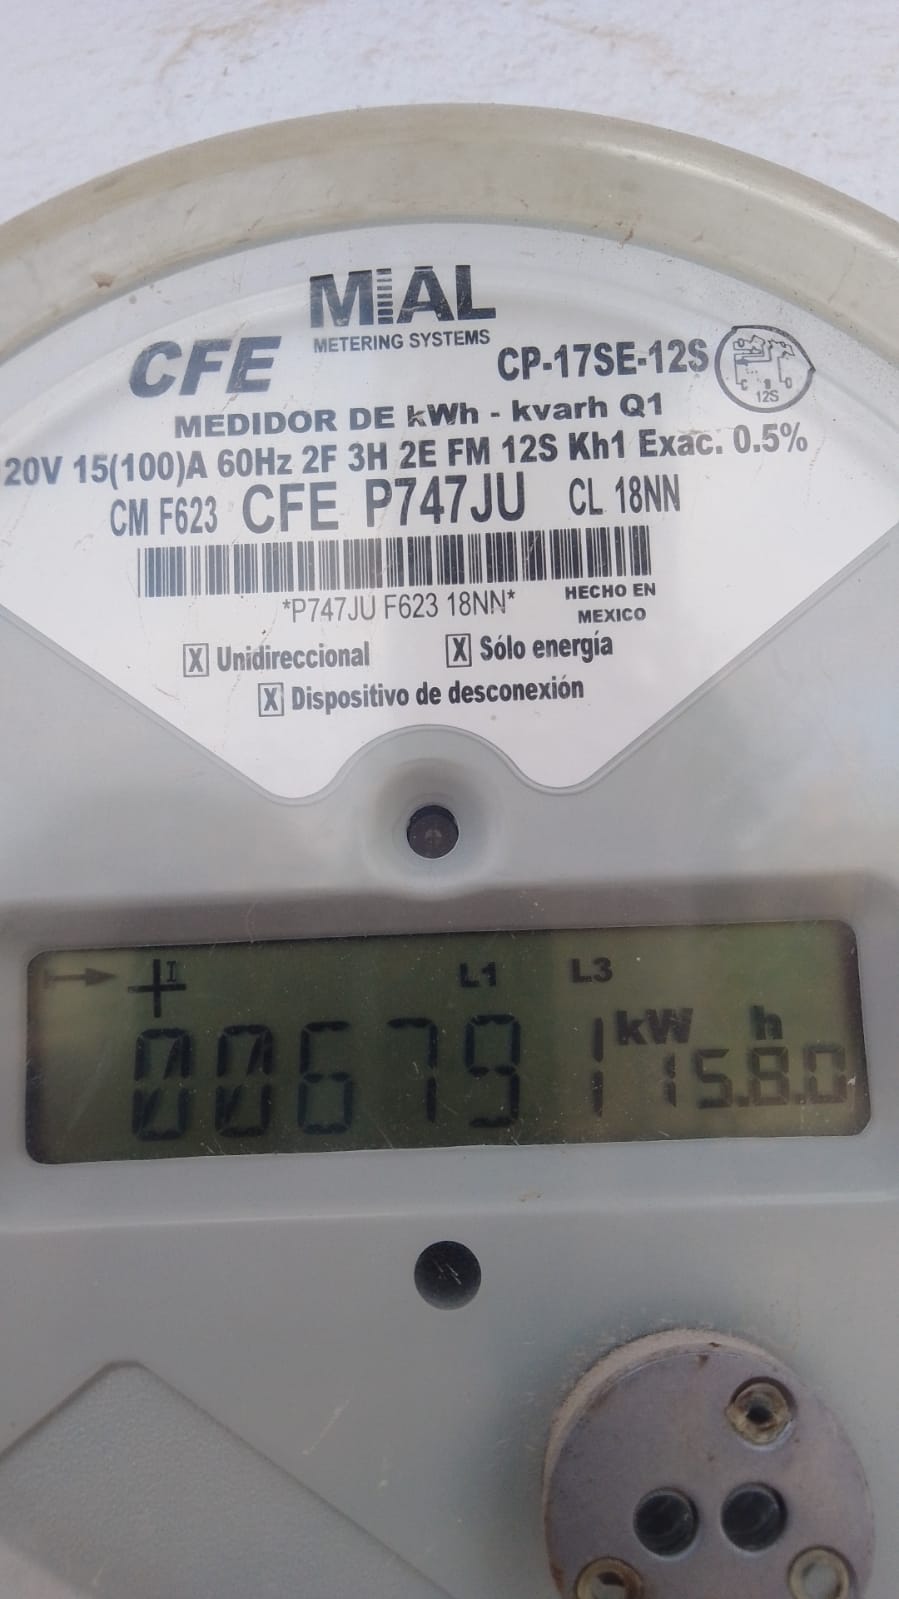 MIAL
METERING SYSTEMS
CFE
CP-17SE-12S
12S
MEDIDOR DE kWh - kvarh Q1
20V 15(100)A 60Hz 2F 3H 2E FM 12S Kh1 Exac. 0.5%
CM F623 CFE P747JU CL 18NN
*P747JU F623 18NN*
HECHO EN
MEXICO
X Unidireccional X Sólo energía
X Dispositivo de desconexión
L1 L3
006791 kWh 115.8.0